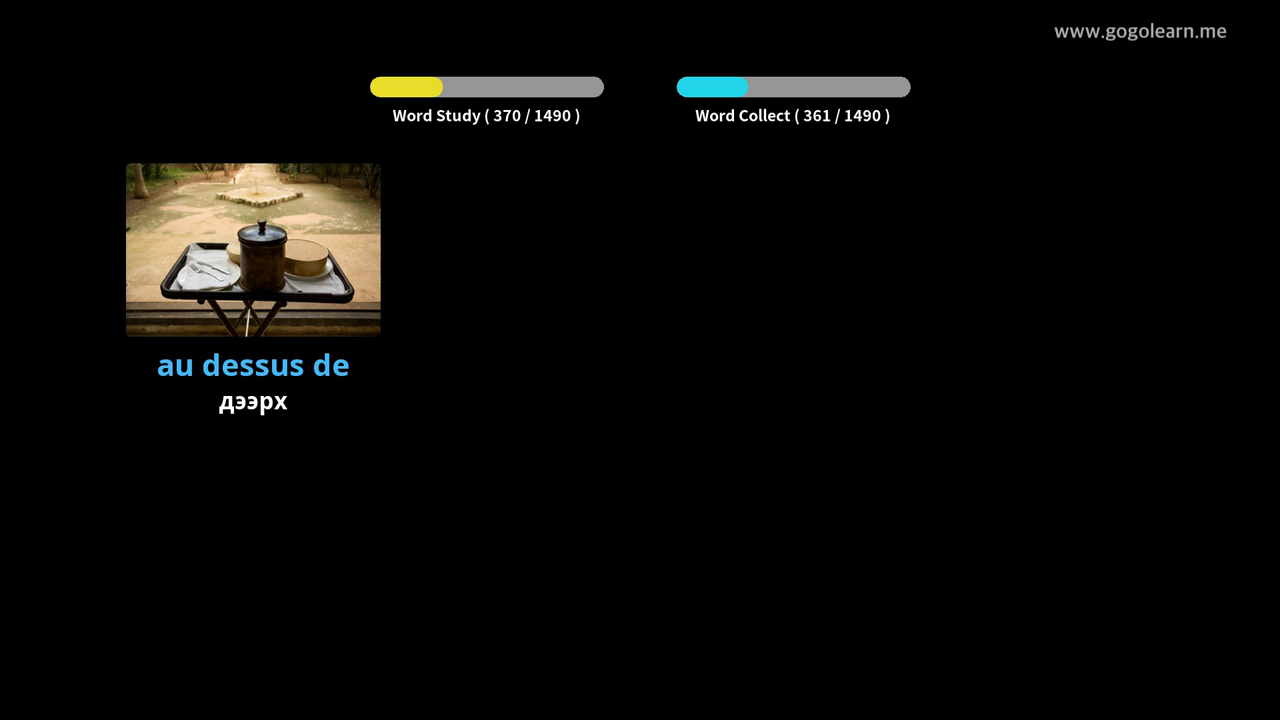 www.gogolearn.me
Word Study ( 370 / 1490 )
Word Collect ( 361 / 1490 )
au dessus de
дээрх